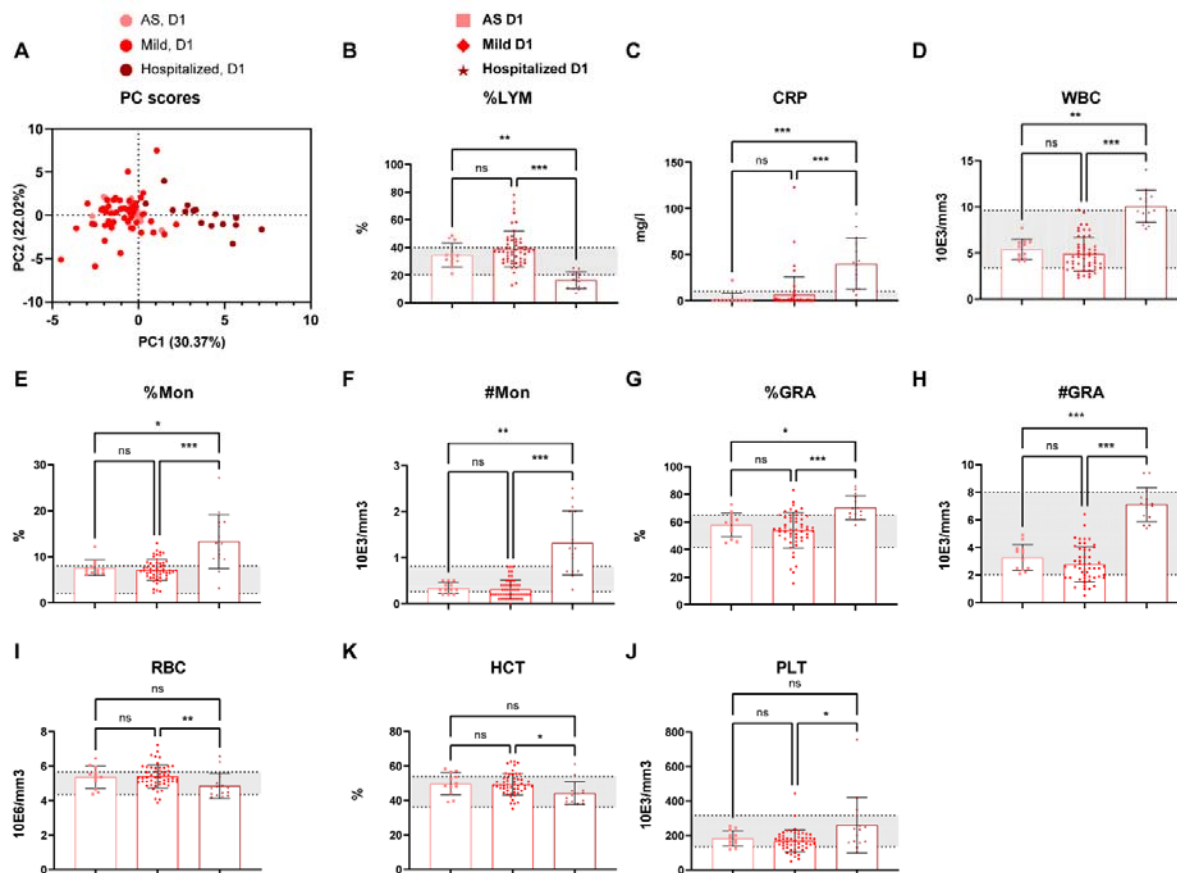 AS, D1
Mild, D1
Hospitalized, D1
AS D1
Mild D1
Hospitalized D1
A
PC scores
PC2 (22.02%)
10
5
0
-5
-10
-5
0
5
10
PC1 (30.37%)
B
%LYM
**
ns
***
%
100
80
60
40
20
0
C
CRP
***
ns
***
mg/l
150
100
50
0
D
WBC
**
ns
***
10E3/mm3
15
10
5
0
E
%Mon
*
ns
***
%
30
20
10
0
F
#Mon
**
ns
***
10E3/mm3
3
2
1
0
G
%GRA
*
ns
***
%
100
80
60
40
20
0
H
#GRA
***
ns
***
10E3/mm3
8
6
4
2
0
I
RBC
ns
ns
**
10E6/mm3
8
6
4
2
0
K
HCT
ns
ns
*
%
80
60
40
20
0
J
PLT
ns
ns
*
10E3/mm3
800
600
400
200
0